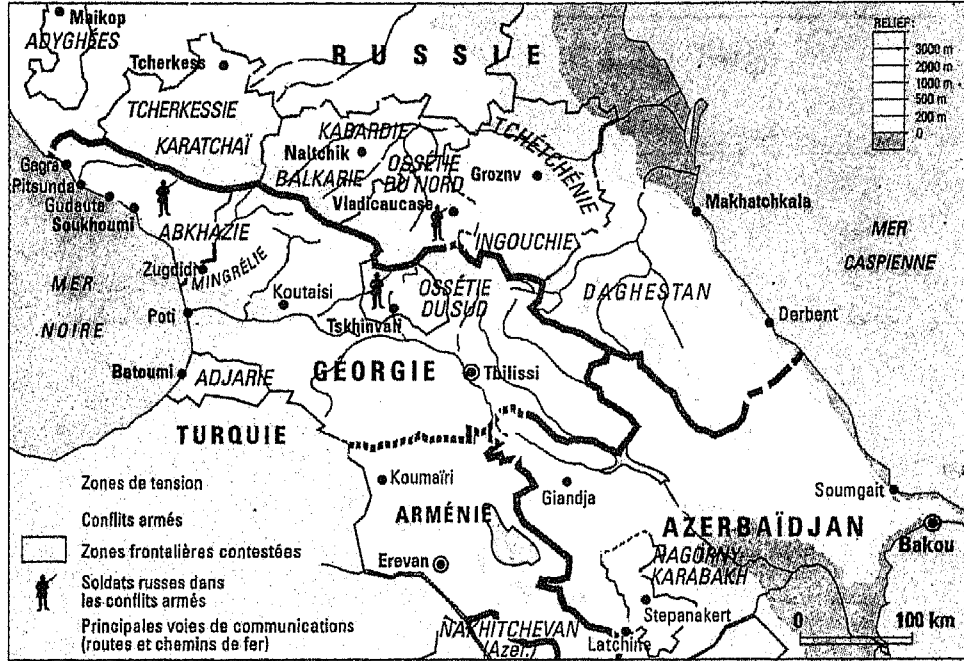 Maikop
ADYGHÉES
RUSSIE
RELIEF:
3000 m
2000 m
1000 m
500 m
200 m
0
Tcherkess
TCHERKESSIE
KARATCHAÏ
KABARDIE
Naltchik
BALKARIE
OSSÉTIE
DU NORD
TCHÉTCHÉNIE
Groznv
Vladicaucase
INGOUCHIE
Makhatchkala
MER
CASPIENNE
Gagra
Pitsunda
Gudauta
Soukhoumi
ABKHAZIE
Zugdidi
MINGRÉLIE
MER
NOIRE
Poti
Koutaisi
Tskhinvali
OSSÉTIE
DU SUD
DAGHESTAN
Derbent
Batoumi
ADJARIE
GÉORGIE
Tbilissi
TURQUIE
Koumaïri
Giandja
Soumgaït
ARMÉNIE
AZERBAÏDJAN
Bakou
Erevan
NAGORNY
KARABAKH
Stepanakert
NAKHITCHEVAN
(Azer.)
Latchine
0 100 km
Zones de tension
Conflits armés
Zones frontalières contestées
Soldats russes dans
les conflits armés
Principales voies de communications
(routes et chemins de fer)